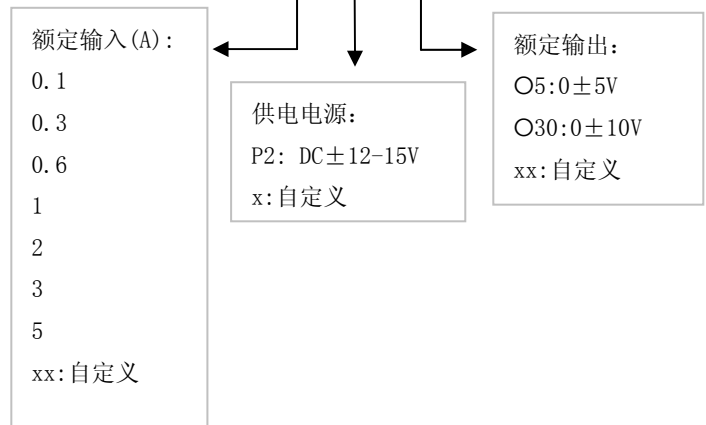 额定输入(A):
0.1
0.3
0.6
1
2
3
5
xx:自定义
供电电源：
P2: DC±12-15V
x:自定义
额定输出：
O5:0±5V
O30:0±10V
xx:自定义